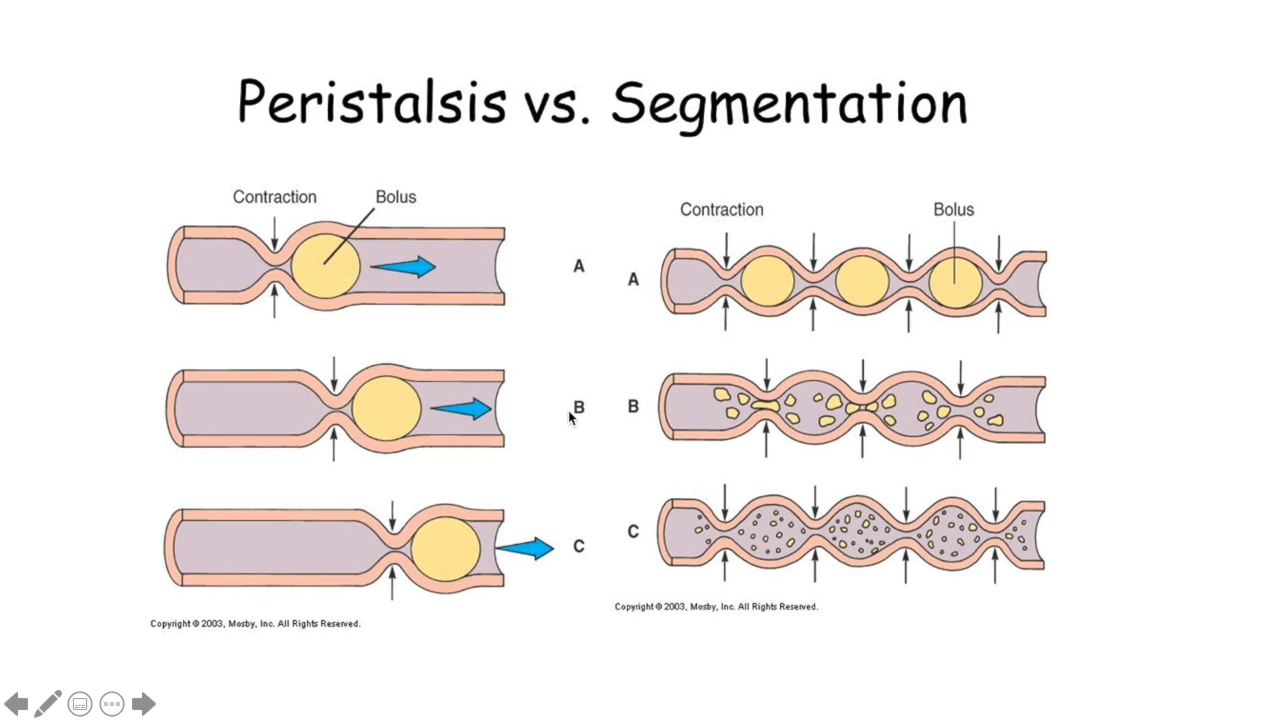 Peristalsis vs. Segmentation
Contraction
Bolus
A
B
C
Copyright © 2003, Mosby, Inc. All Rights Reserved.
Contraction
Bolus
A
B
C
Copyright © 2003, Mosby, Inc. All Rights Reserved.